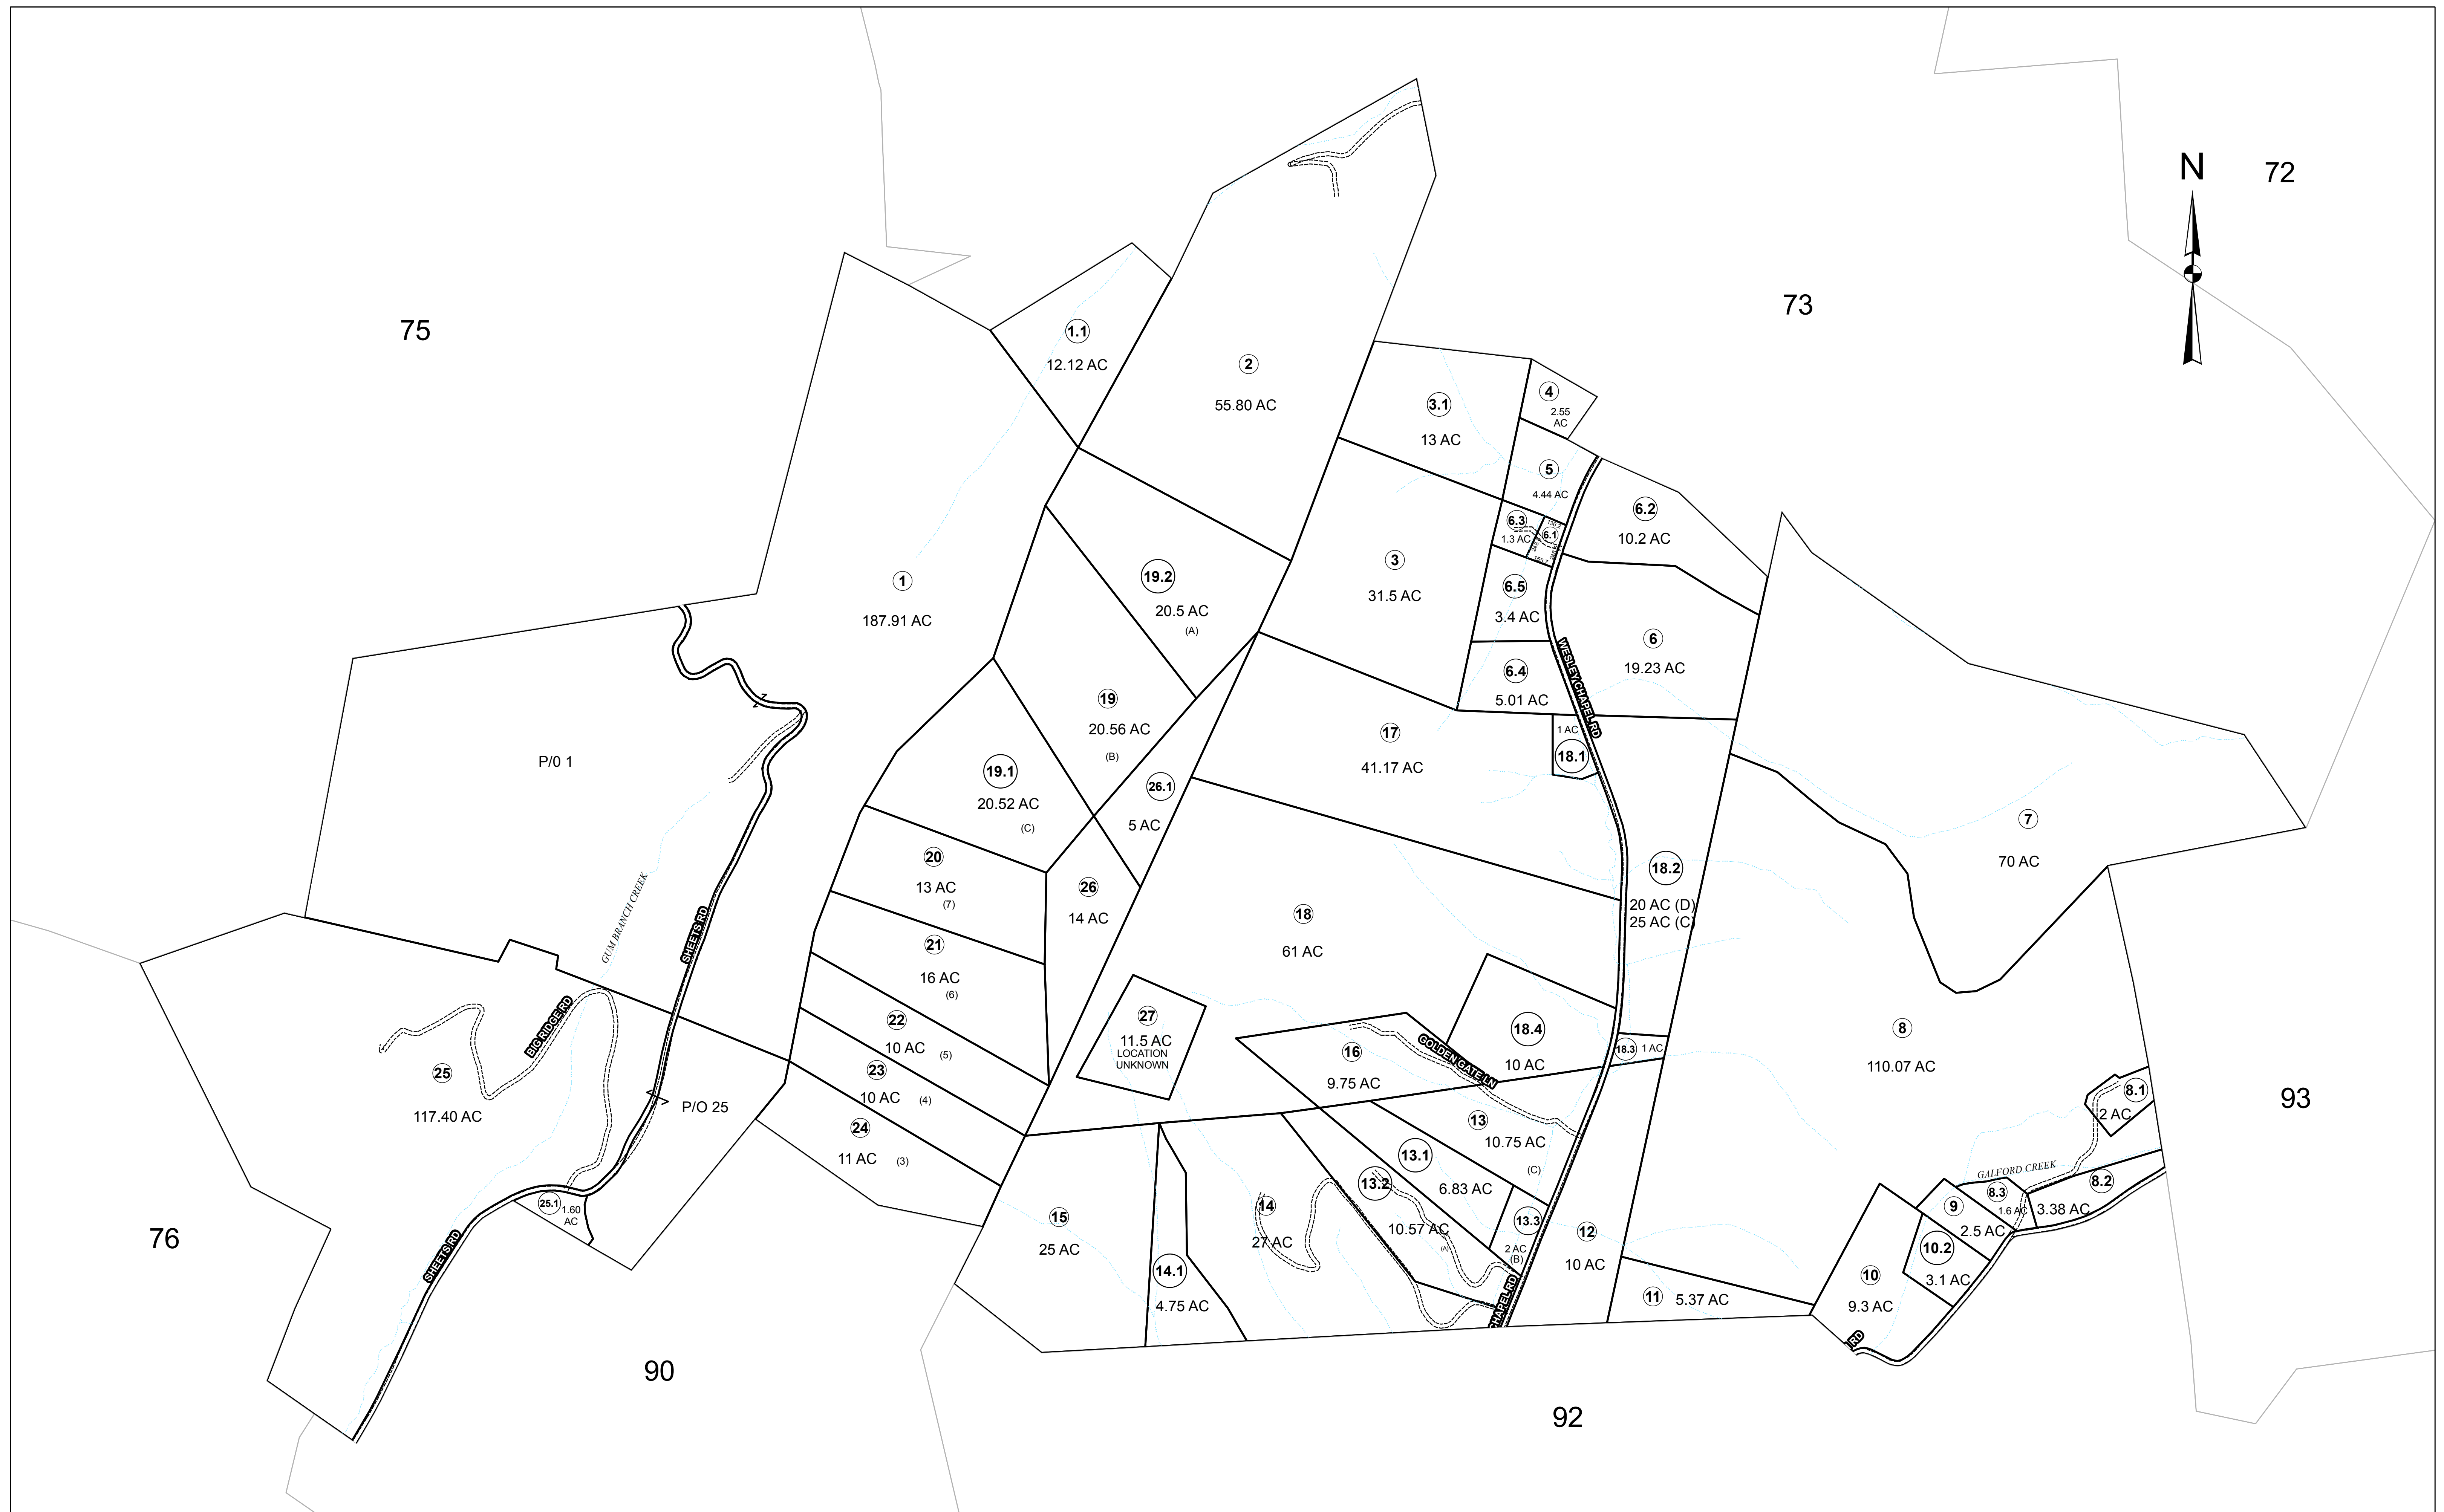 N
72
73
75
1.1
12.12 AC
2
55.80 AC
3.1
13 AC
4
2.55
AC
5
4.44 AC
6.2
10.2 AC
6.3
1.3 AC
6.1
3
31.5 AC
19.2
20.5 AC
(A)
1
187.91 AC
6.5
3.4 AC
6
19.23 AC
6.4
5.01 AC
WESLEY CHAPEL RD
19
20.56 AC
(B)
17
41.17 AC
1 AC
18.1
P/0 1
19.1
20.52 AC
(C)
26.1
5 AC
7
70 AC
20
13 AC
(7)
26
14 AC
18.2
20 AC (D)
25 AC (C)
GUM BRANCH CREEK
SHEETS RD
21
16 AC
(6)
18
61 AC
22
10 AC
(5)
27
11.5 AC
LOCATION
UNKNOWN
18.4
10 AC
18.3
1 AC
8
110.07 AC
BIG RIDGE RD
16
9.75 AC
GOLDEN GATE LN
25
117.40 AC
P/O 25
23
10 AC
(4)
24
11 AC
(3)
13
10.75 AC
(C)
13.1
6.83 AC
8.1
2 AC
93
GALFORD CREEK
13.2
10.57 AC
(A)
8.2
3.38 AC
8.3
1.6 AC
25.1
1.60
AC
76
SHEETS RD
15
25 AC
14
27 AC
13.3
2 AC
(B)
12
10 AC
9
2.5 AC
10.2
3.1 AC
14.1
4.75 AC
CHAPEL RD
11
5.37 AC
10
9.3 AC
RD
90
92